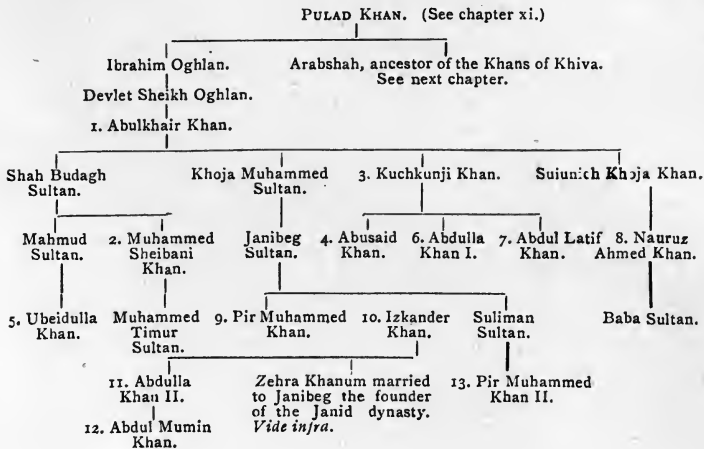 PULAD KHAN. (See chapter xi.)
Ibrahim Oghlan. Arabshah, ancestor of the Khans of Khiva.
See next chapter.
Devlet Sheikh Oghlan.
1. Abulkhair Khan.
Shah Budagh Khoja Muhammed 3. Kuchkunji Khan. Suiunich Khoja Khan.
Sultan. Sultan.
Mahmud 2. Muhammed Janibeg 4. Abusaid 6. Abdulla 7. Abdul Latif 8. Nauruz
Sultan. Sheibani Sultan. Khan. Khan I. Khan. Ahmed Khan.
Khan.
5. Ubeidulla Muhammed 9. Pir Muhammed 10. Izkander Suliman Baba Sultan.
Khan. Timur Khan. Khan. Sultan.
Sultan.
11. Abdulla Zehra Khanum married 13. Pir Muhammed
Khan II. to Janibeg the founder Khan II.
of the Janid dynasty.
12. Abdul Mumin Vide infra.
Khan.